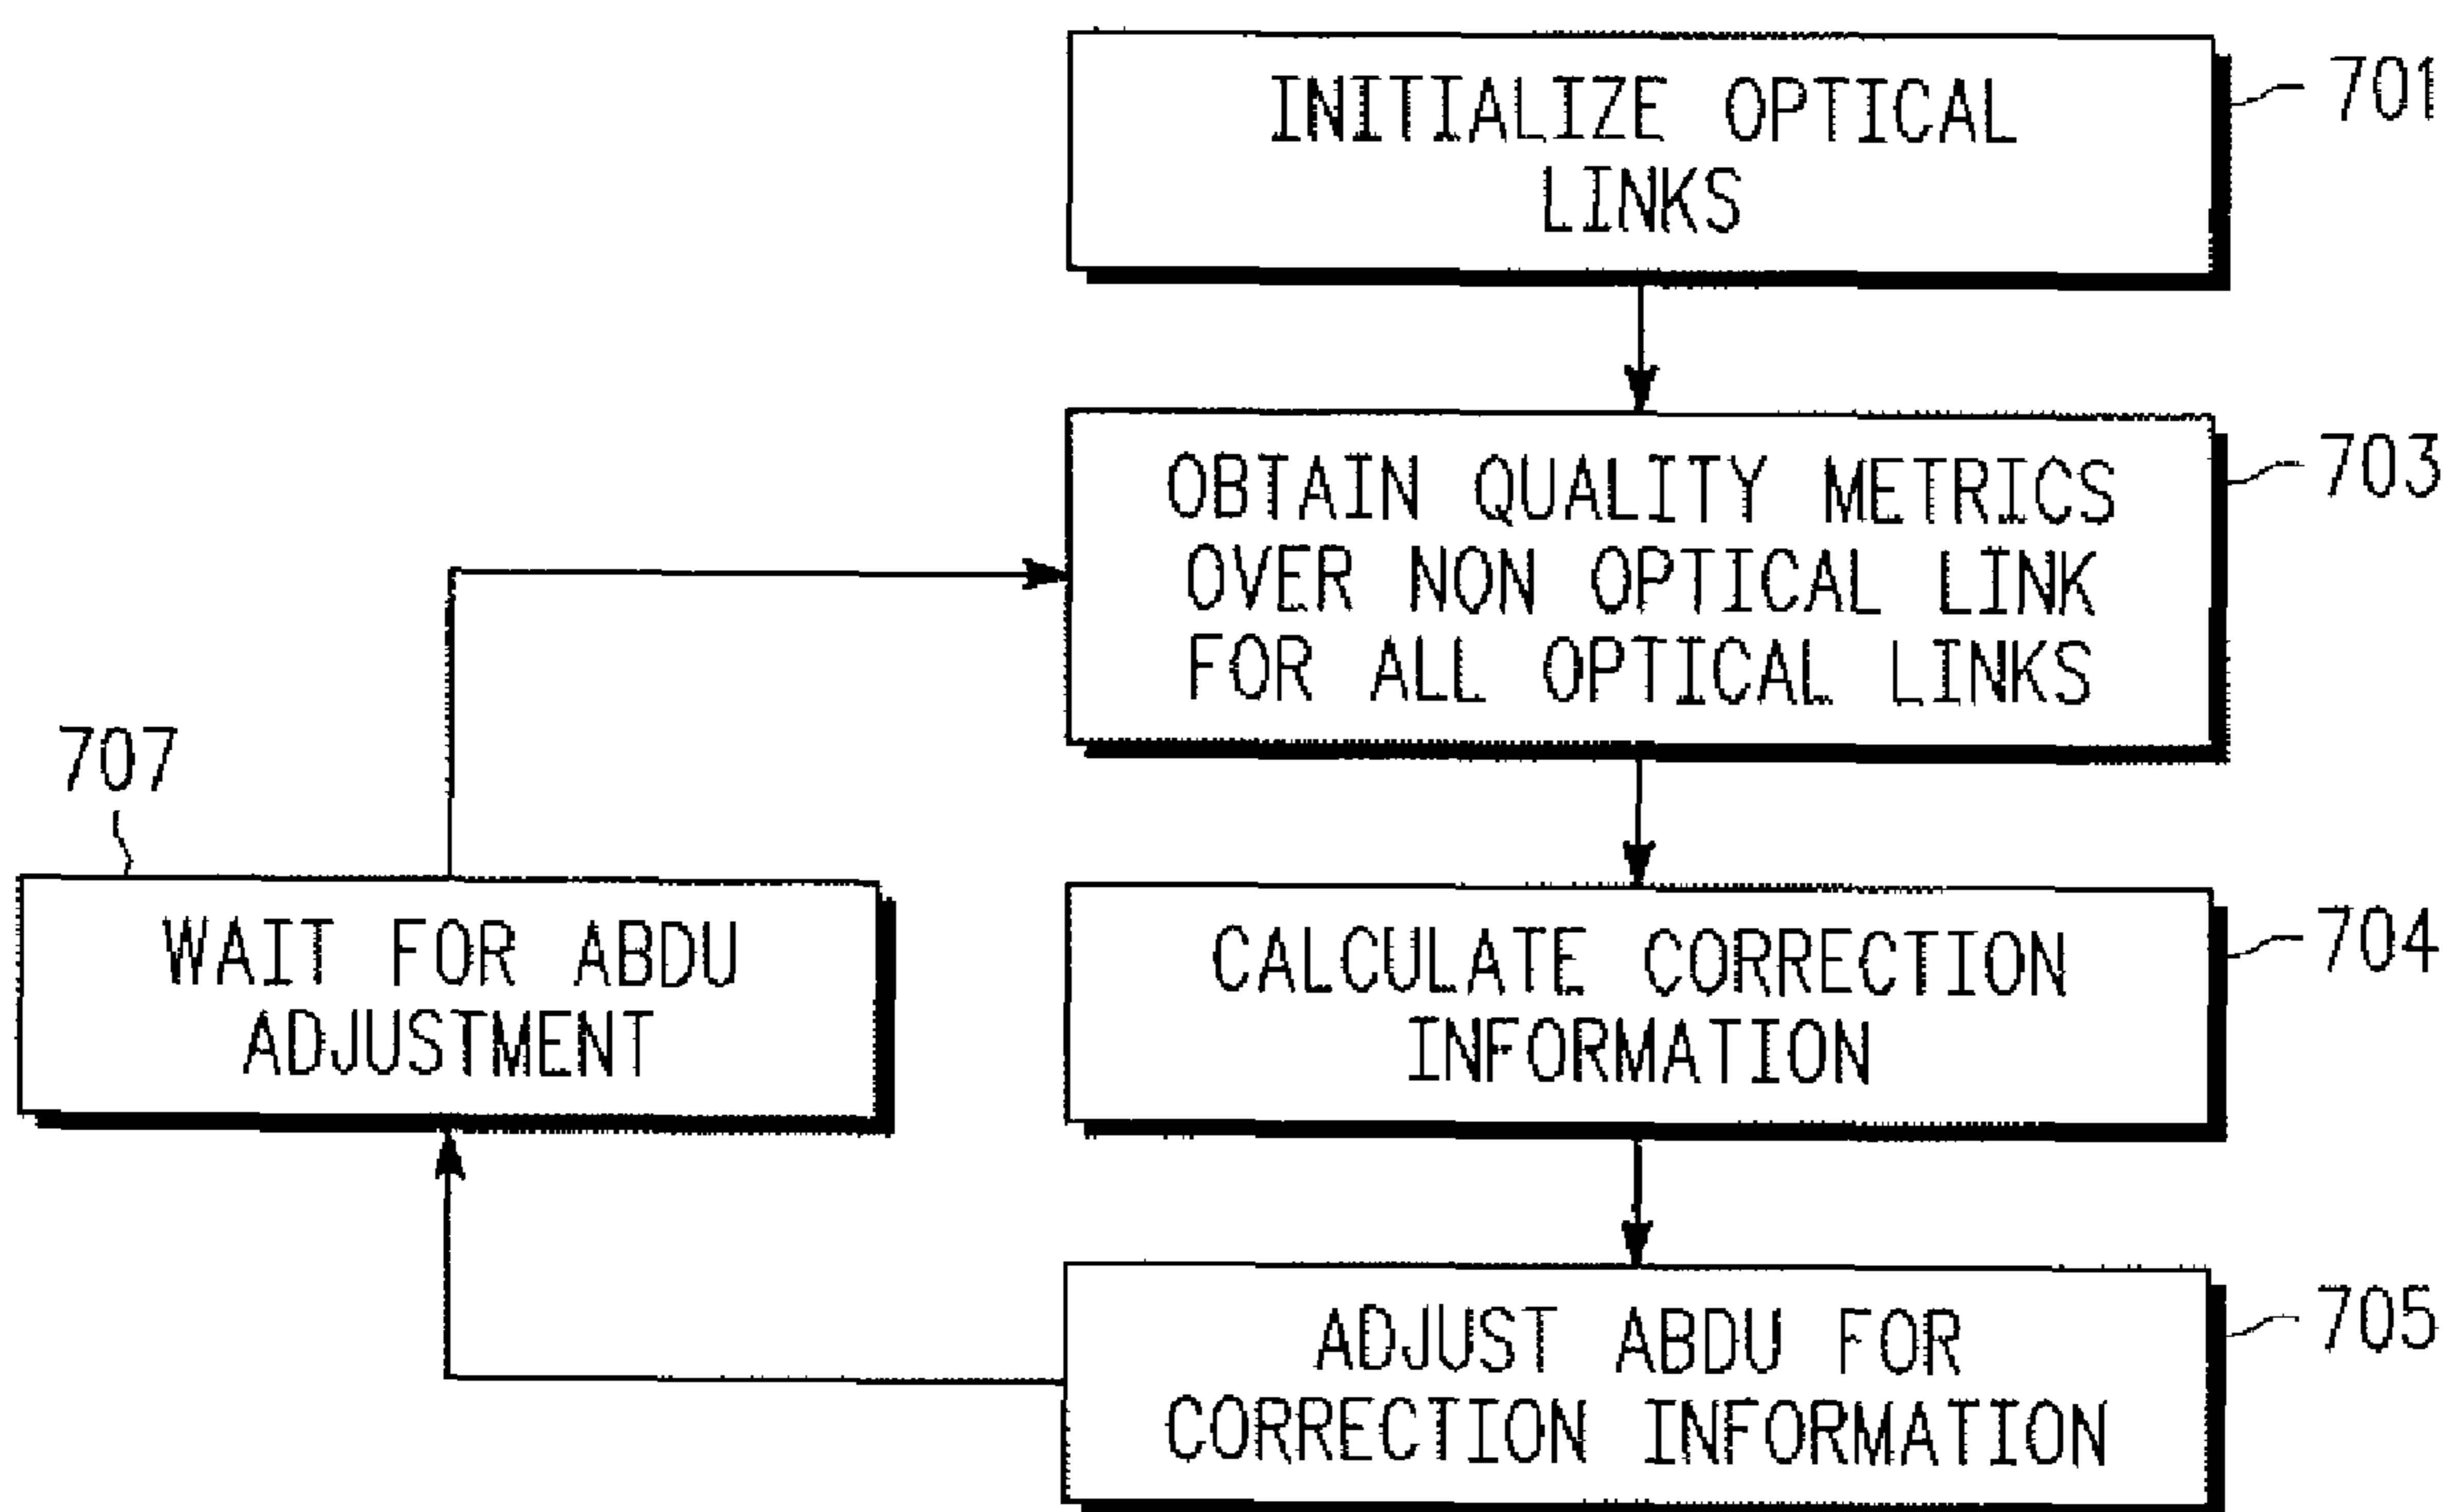 INITIALIZE OPTICAL
LINKS
701
OBTAIN QUALITY METRICS
OVER NON OPTICAL LINK
FOR ALL OPTICAL LINKS
703
707
WAIT FOR ABDU
ADJUSTMENT
CALCULATE CORRECTION
INFORMATION
704
ADJUST ABDU FOR
CORRECTION INFORMATION
705